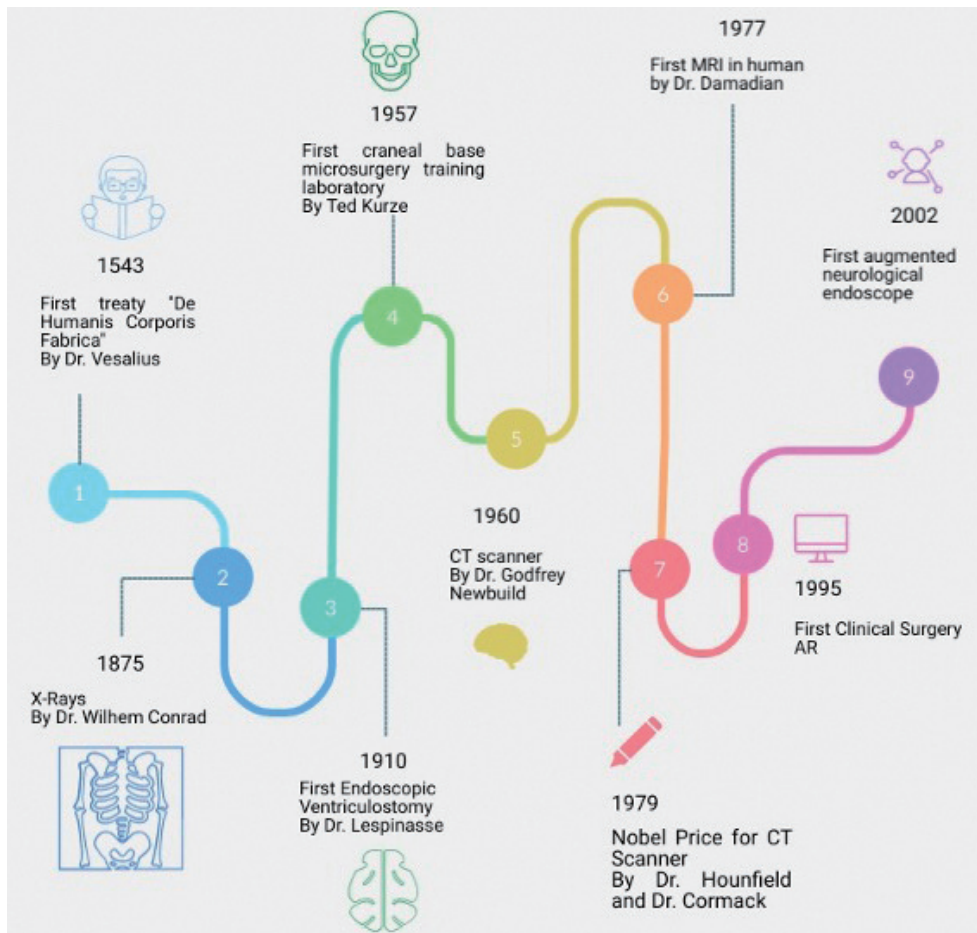 1543
First treaty "De
Humanis Corporis
Fabrica"
By Dr. Vesalius
1
1875
X-Rays
By Dr. Wilhem Conrad
2
1910
First Endoscopic
Ventriculostomy
By Dr. Lespinasse
3
1957
First craneal base
microsurgery training
laboratory
By Ted Kurze
4
1960
CT scanner
By Dr. Godfrey
Newbuild
5
1977
First MRI in human
by Dr. Damadian
6
1979
Nobel Price for CT
Scanner
By Dr. Hounfield
and Dr. Cormack
7
1995
First Clinical Surgery
AR
8
2002
First augmented
neurological
endoscope
9